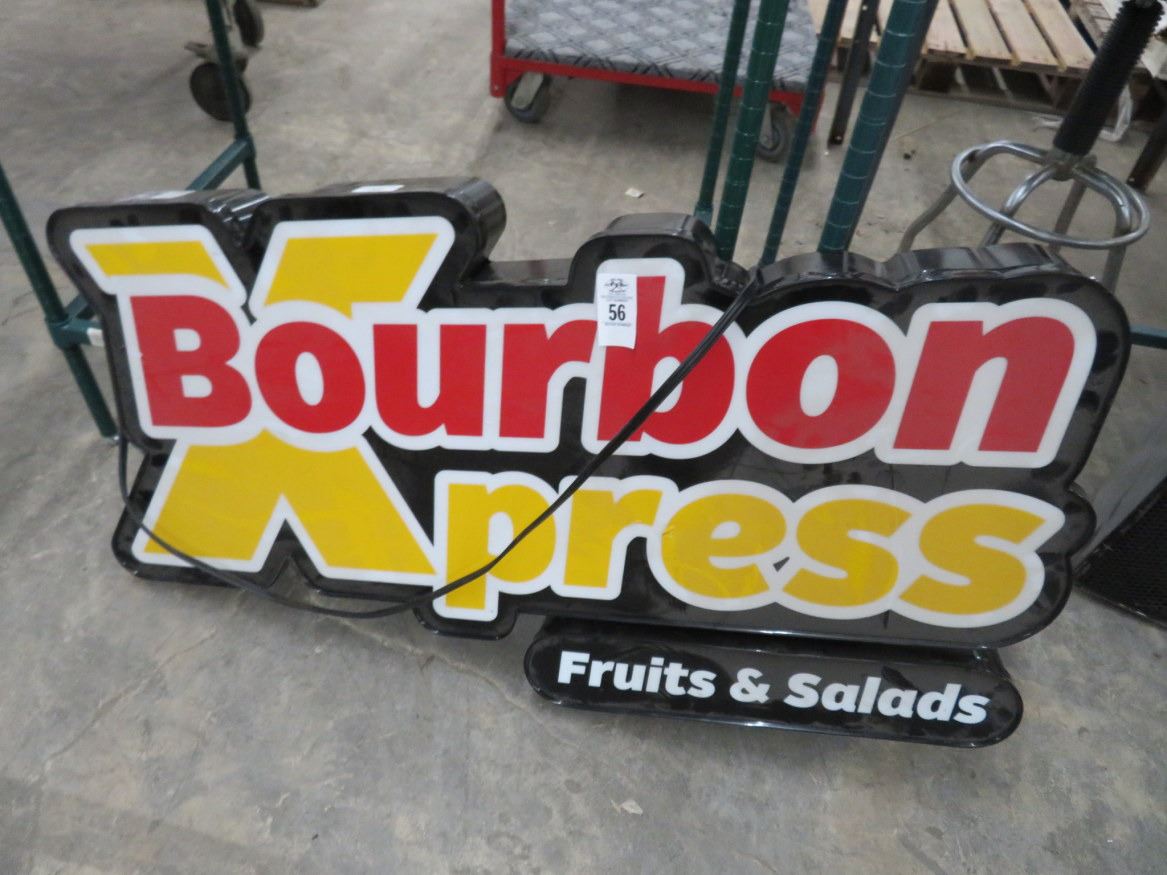 Bourbon
Xpress
Fruits & Salads
56